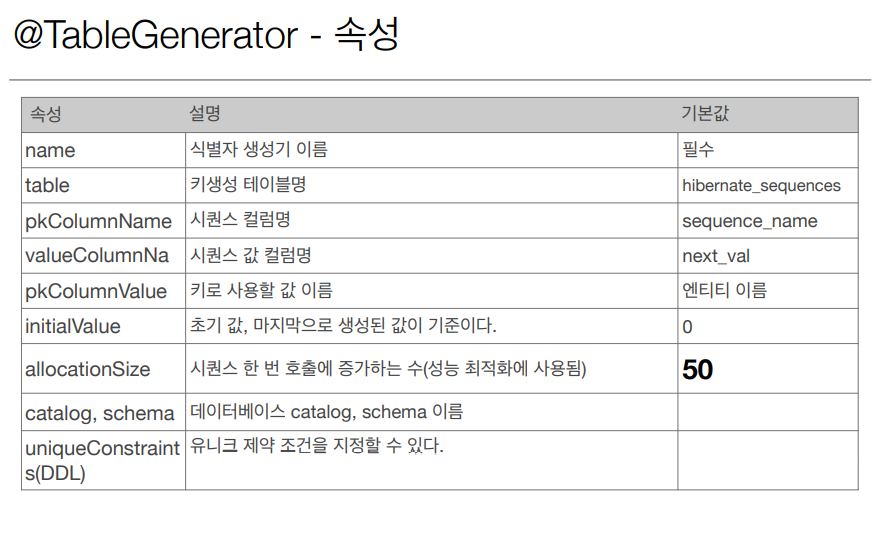 @TableGenerator - 속성
속성 설명 기본값
name 식별자 생성기 이름 필수
table 키생성 테이블명 hibernate_sequences
pkColumnName 시퀀스 컬럼명 sequence_name
valueColumnNa 시퀀스 값 컬럼명 next_val
pkColumnValue 키로 사용할 값 이름 엔티티 이름
initialValue 초기 값, 마지막으로 생성된 값이 기준이다. 0
allocationSize 시퀀스 한 번 호출에 증가하는 수(성능 최적화에 사용됨) 50
catalog, schema 데이터베이스 catalog, schema 이름
uniqueConstraint 유니크 제약 조건을 지정할 수 있다.
s(DDL)